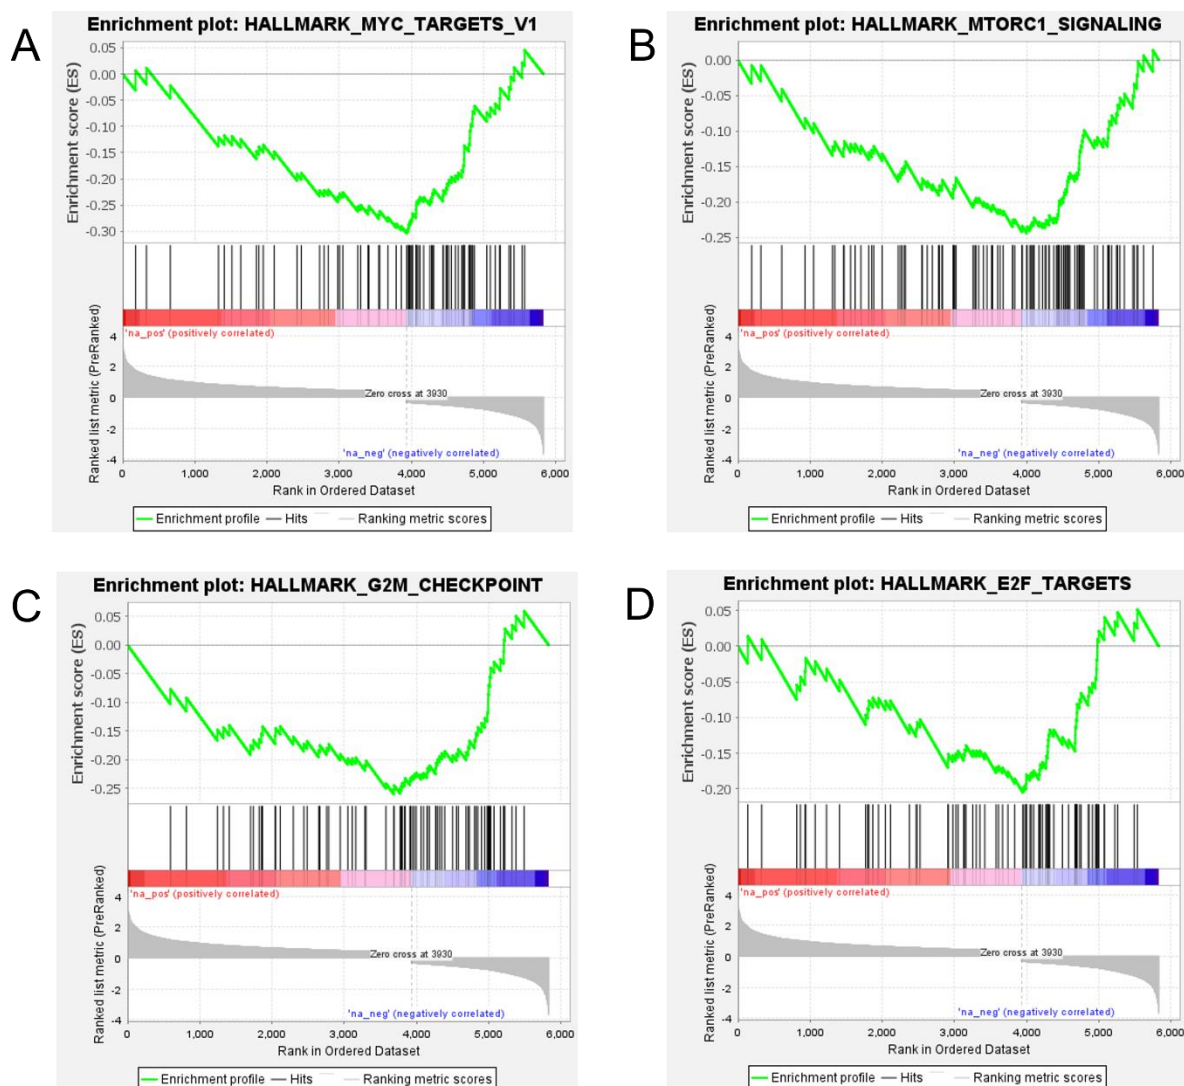 A
Enrichment plot: HALLMARK_MYC_TARGETS_V1
Enrichment score (ES)
0.05
0.00
-0.05
-0.10
-0.15
-0.20
-0.25
-0.30
'na_pos' (positively correlated)
Ranked list metric (PreRanked)
4
2
0
-2
-4
Zero cross at 3930
'na_neg' (negatively correlated)
0 1,000 2,000 3,000 4,000 5,000 6,000
Rank in Ordered Dataset
Enrichment profile Hits Ranking metric scores
B
Enrichment plot: HALLMARK_MTORC1_SIGNALING
Enrichment score (ES)
0.00
-0.05
-0.10
-0.15
-0.20
-0.25
'na_pos' (positively correlated)
Ranked list metric (PreRanked)
4
2
0
-2
-4
Zero cross at 3930
'na_neg' (negatively correlated)
0 1,000 2,000 3,000 4,000 5,000 6,000
Rank in Ordered Dataset
Enrichment profile Hits Ranking metric scores
C
Enrichment plot: HALLMARK_G2M_CHECKPOINT
Enrichment score (ES)
0.05
0.00
-0.05
-0.10
-0.15
-0.20
-0.25
'na_pos' (positively correlated)
Ranked list metric (PreRanked)
4
2
0
-2
-4
Zero cross at 3930
'na_neg' (negatively correlated)
0 1,000 2,000 3,000 4,000 5,000 6,000
Rank in Ordered Dataset
Enrichment profile Hits Ranking metric scores
D
Enrichment plot: HALLMARK_E2F_TARGETS
Enrichment score (ES)
0.05
0.00
-0.05
-0.10
-0.15
-0.20
'na_pos' (positively correlated)
Ranked list metric (PreRanked)
4
2
0
-2
-4
Zero cross at 3930
'na_neg' (negatively correlated)
0 1,000 2,000 3,000 4,000 5,000 6,000
Rank in Ordered Dataset
Enrichment profile Hits Ranking metric scores